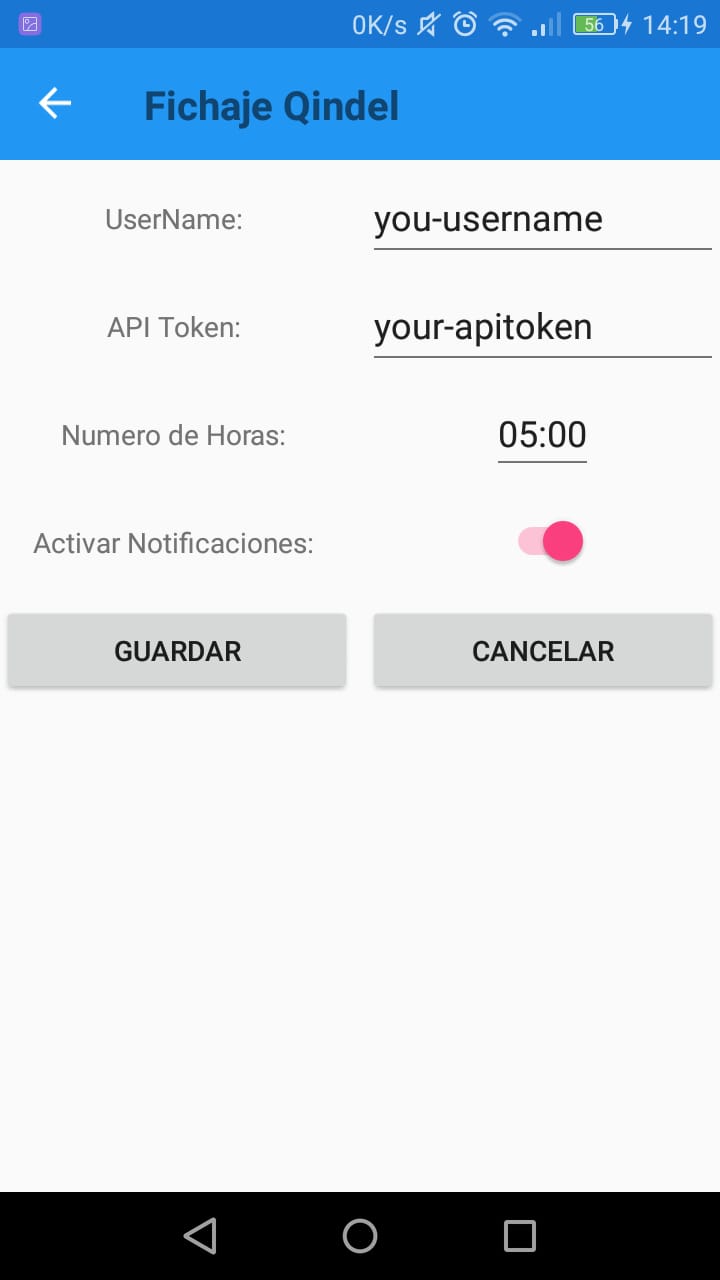 0K/s 56 14:19
Fichaje Qindel
UserName: you-username
API Token: your-apitoken
Numero de Horas: 05:00
Activar Notificaciones:
GUARDAR CANCELAR